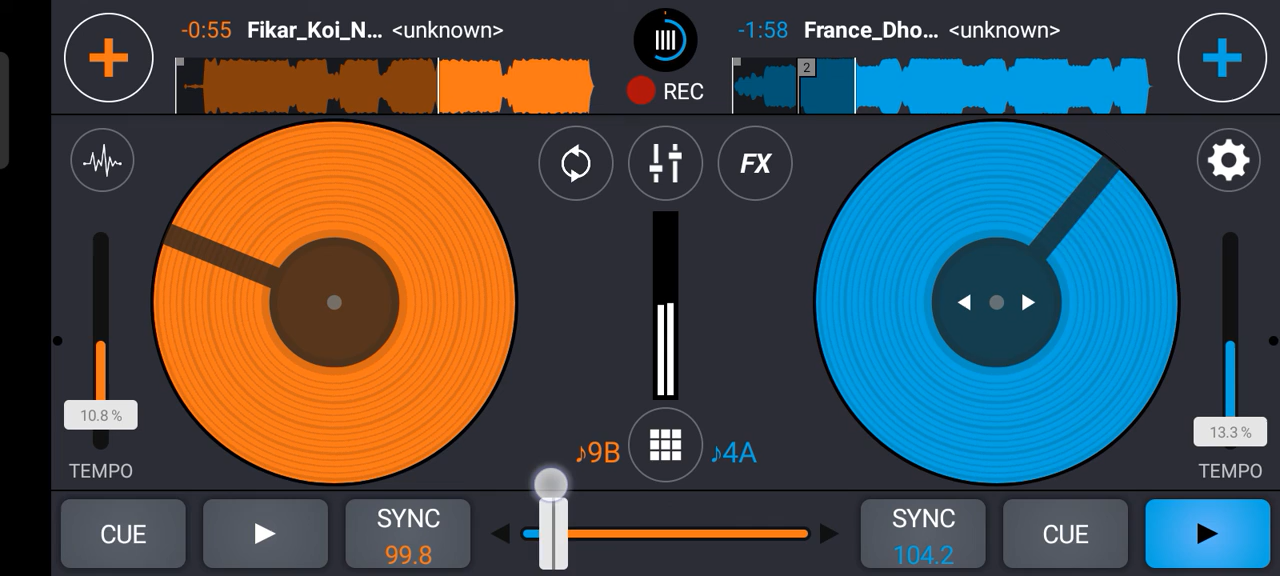 -0:55 Fikar_Koi_N... <unknown>
-1:58 France_Dho... <unknown>
2
REC
FX
10.8 %
13.3 %
♪9B
♪4A
TEMPO
TEMPO
CUE
SYNC
99.8
SYNC
104.2
CUE